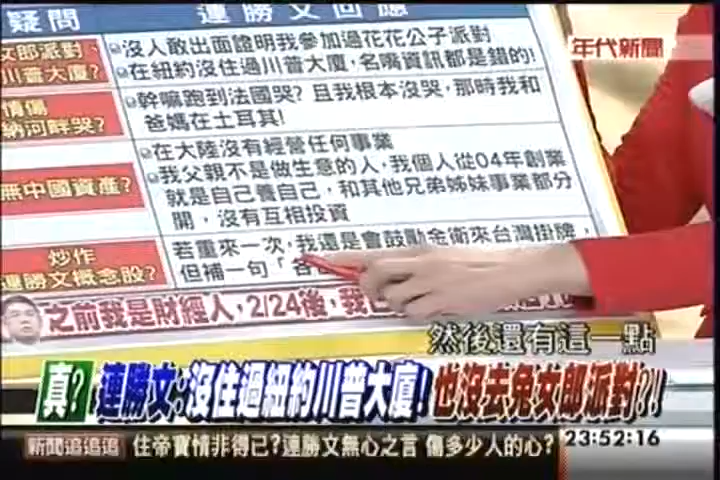 疑問 連勝文回應
年代新聞
女郎派對、
川普大廈?
沒人敢出面證明我參加過花花公子派對
在紐約沒住過川普大廈,名嘴資訊都是錯的!
情傷
納河畔哭?
幹嘛跑到法國哭? 且我根本沒哭,那時我和
爸媽在土耳其!
無中國資產?
在大陸沒有經營任何事業
我父親不是做生意的人,我個人從04年創業
就是自己養自己,和其他兄弟姊妹事業都分
開,沒有互相投資
炒作
連勝文概念股?
若重來一次,我還是會鼓勵金衛來台灣掛牌,
但補一句「各
之前我是財經人,2/24後,我已
然後還有這一點
真? 連勝文:沒住過紐約川普大廈! 也沒去兔女郎派對?!
新聞追追追 住帝寶情非得已?連勝文無心之言 傷多少人的心? 23:52:16